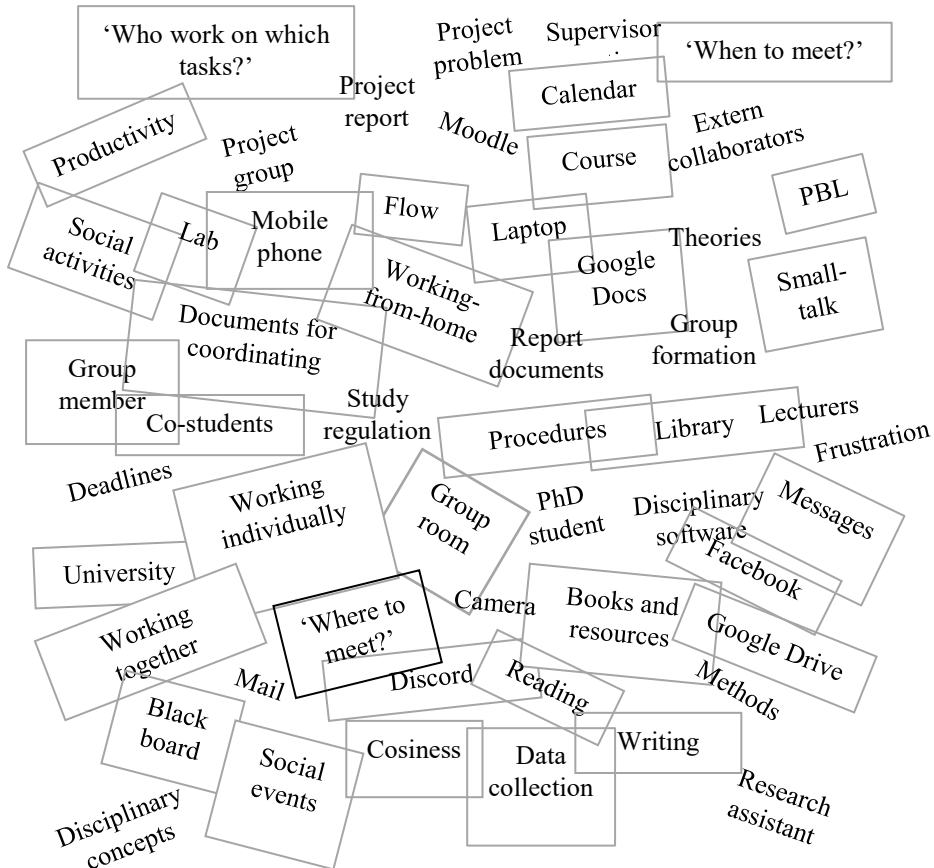 ‘Who work on which
tasks?’
Project
problem
Supervisor
‘When to meet?’
Project
report
Calendar
Productivity
Project
group
Moodle
Course
Extern
collaborators
PBL
Social
activities
Lab
Mobile
phone
Flow
Laptop
Google
Docs
Theories
Small-
talk
Working-
from-home
Documents for
coordinating
Report
documents
Group
formation
Group
member
Co-students
Study
regulation
Procedures
Library
Lecturers
Frustration
Deadlines
Working
individually
Group
room
PhD
student
Disciplinary
software
Messages
University
Facebook
Working
together
‘Where to
meet?’
Camera
Books and
resources
Google Drive
Mail
Discord
Reading
Methods
Black
board
Social
events
Cosiness
Data
collection
Writing
Disciplinary
concepts
Research
assistant